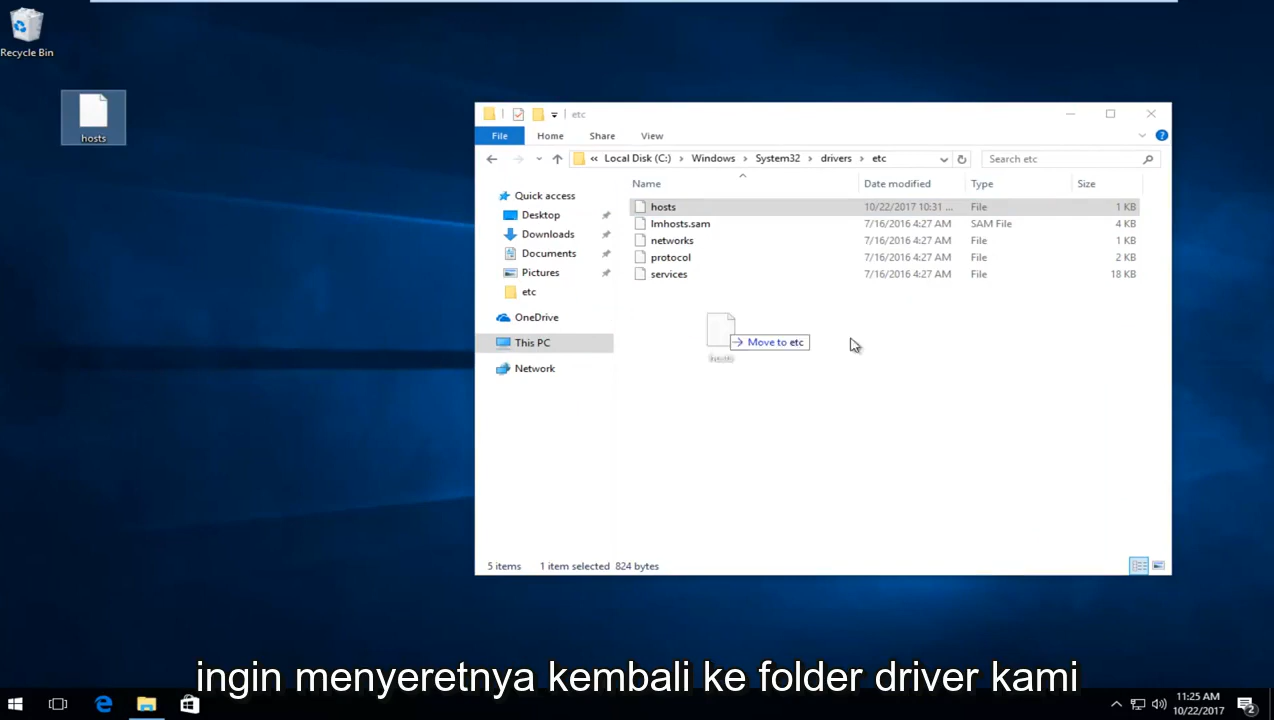 Recycle Bin
hosts
etc
File Home Share View
« Local Disk (C:) Windows System32 drivers etc Search etc
Name Date modified Type Size
hosts 10/22/2017 10:31 ... File 1 KB
lmhosts.sam 7/16/2016 4:27 AM SAM File 4 KB
networks 7/16/2016 4:27 AM File 1 KB
protocol 7/16/2016 4:27 AM File 2 KB
services 7/16/2016 4:27 AM File 18 KB
Quick access
Desktop
Downloads
Documents
Pictures
etc
OneDrive
This PC
Network
Move to etc
hosts
5 items 1 item selected 824 bytes
ingin menyeretnya kembali ke folder driver kami
11:25 AM
10/22/2017
2